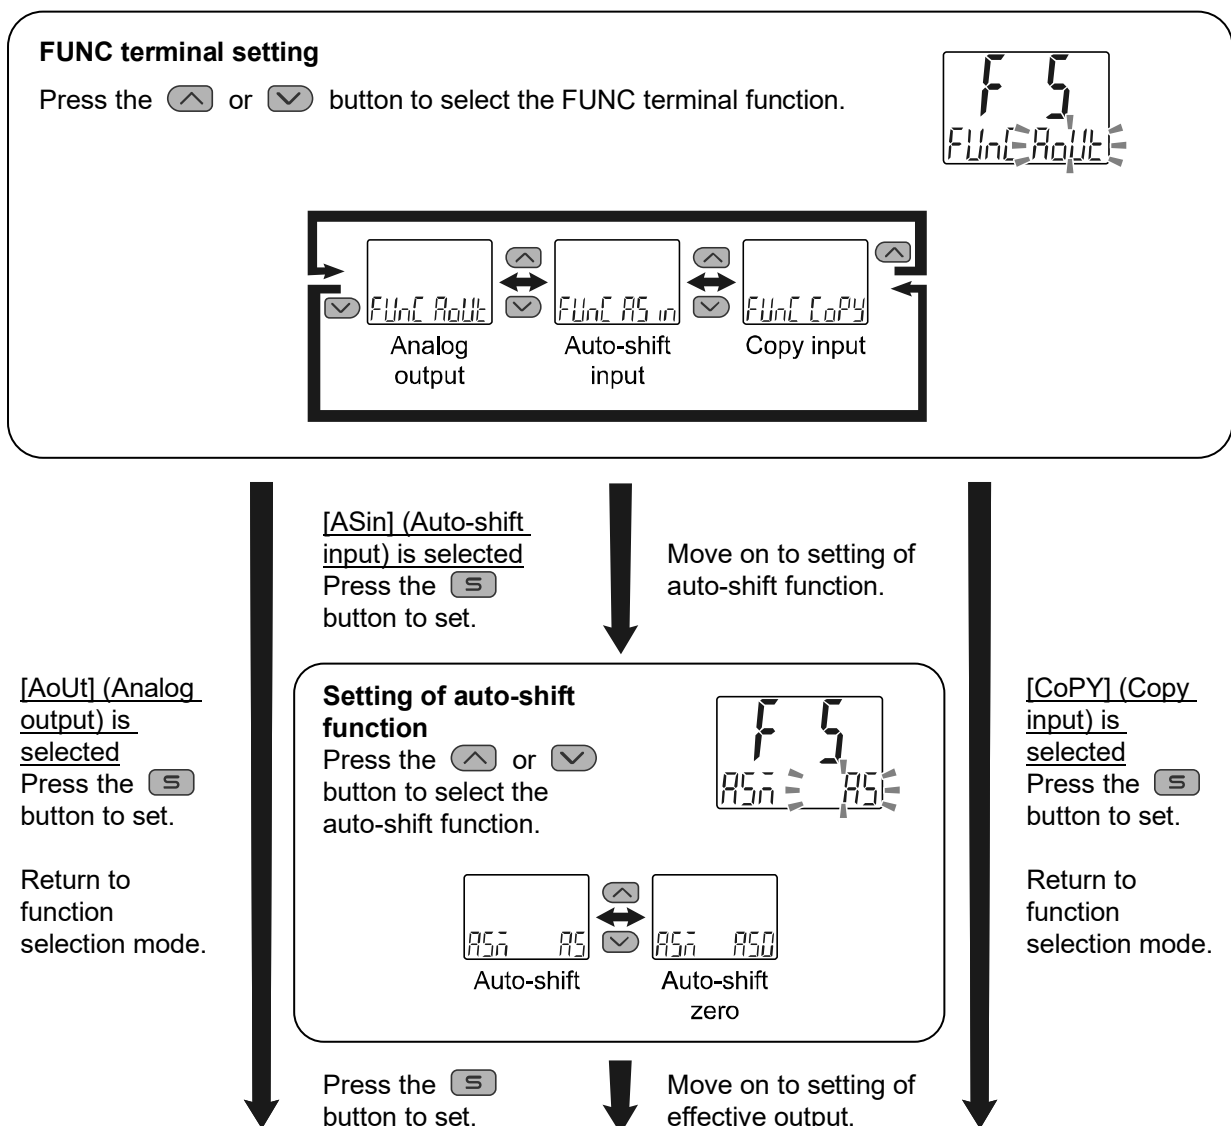 FUNC terminal setting
Press the or button to select the FUNC terminal function.
F 5
FUnC AoUt
FUnC AoUt
FUnC AS in
FUnC CoPY
Analog
output
Auto-shift
input
Copy input
[ASin] (Auto-shift
input) is selected
Press the S
button to set.
Move on to setting of
auto-shift function.
[AoUt] (Analog
output) is
selected
Press the S
button to set.
Return to
function
selection mode.
Setting of auto-shift
function
Press the or
button to select the
auto-shift function.
F 5
ASm AS
ASm AS
ASm AS0
Auto-shift
Auto-shift
zero
[CoPY] (Copy
input) is
selected
Press the S
button to set.
Return to
function
selection mode.
Press the S
button to set.
Move on to setting of
effective output.